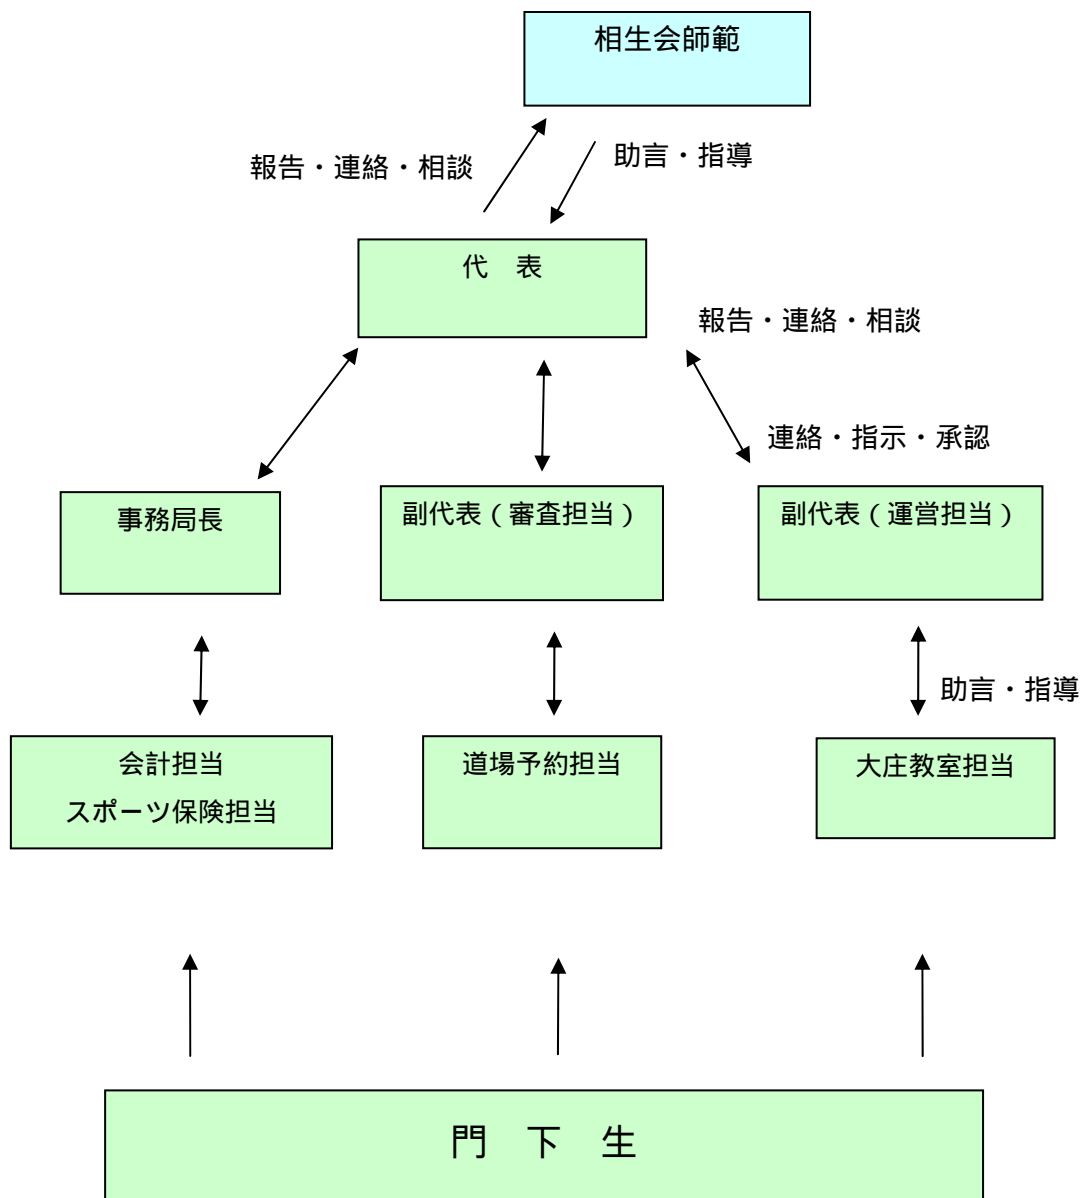 相生会師範
報告・連絡・相談
助言・指導
代　表
報告・連絡・相談
連絡・指示・承認
事務局長
副代表（審査担当）
副代表（運営担当）
助言・指導
会計担当
スポーツ保険担当
道場予約担当
大庄教室担当
門　下　生